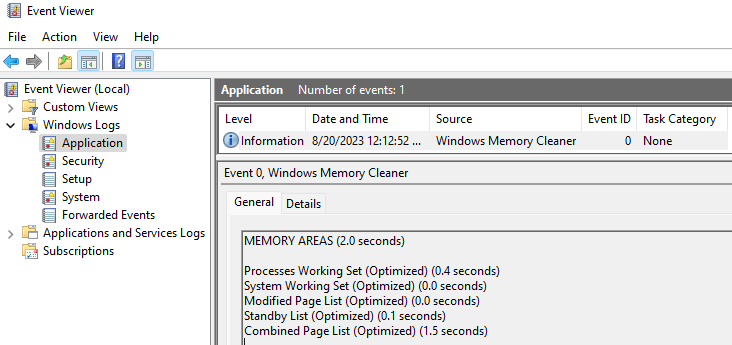 Event Viewer
File Action View Help
Event Viewer (Local)
Custom Views
Windows Logs
Application
Security
Setup
System
Forwarded Events
Applications and Services Logs
Subscriptions
Application Number of events: 1
Level Date and Time Source Event ID Task Category
Information 8/20/2023 12:12:52 ... Windows Memory Cleaner 0 None
Event 0, Windows Memory Cleaner
General Details
MEMORY AREAS (2.0 seconds)
Processes Working Set (Optimized) (0.4 seconds)
System Working Set (Optimized) (0.0 seconds)
Modified Page List (Optimized) (0.0 seconds)
Standby List (Optimized) (0.1 seconds)
Combined Page List (Optimized) (1.5 seconds)